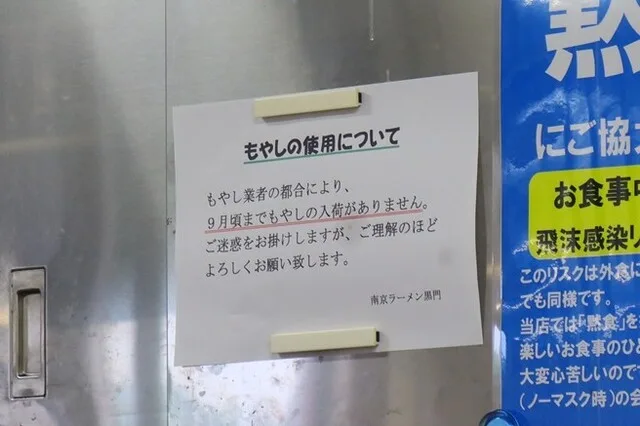 もやしの使用について
もやし業者の都合により、
９月頃までもやしの入荷がありません。
ご迷惑をお掛けしますが、ご理解のほど
よろしくお願い致します。
南京ラーメン黒門
黙
にご協
お食事中
飛沫感染リ
このリスクは外食に
でも同様です。
当店では「黙食」を
楽しいお食事のひ
大変心苦しいので
(ノーマスク時)の会